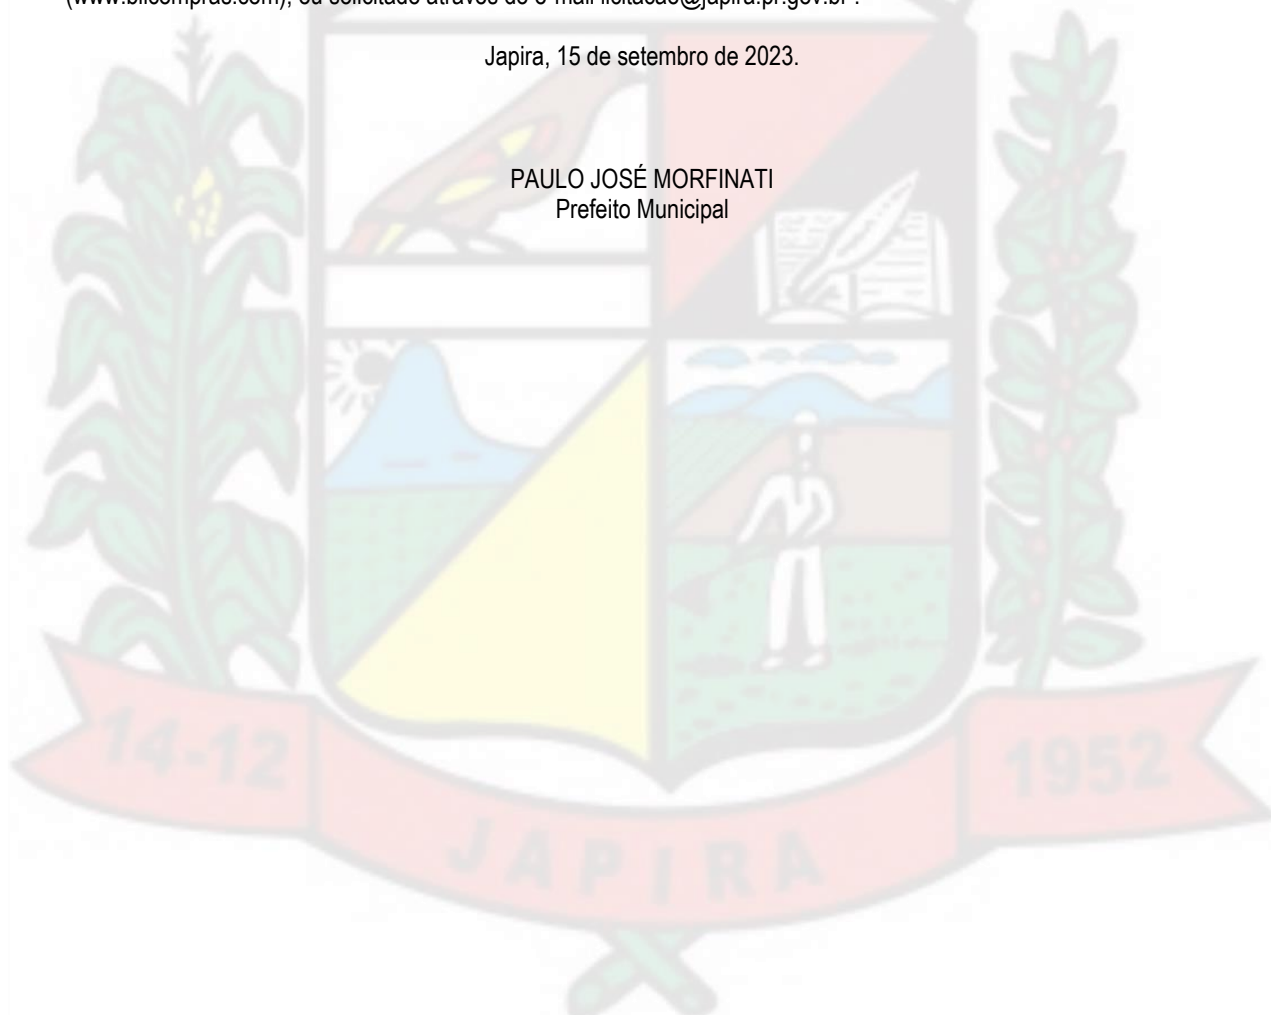 (www.bllcompras.com), ou solicitado através do e-mail licitacao@japira.pr.gov.br .
Japira, 15 de setembro de 2023.
PAULO JOSÉ MORFINATI
Prefeito Municipal
14-12
1952
JAPIRA